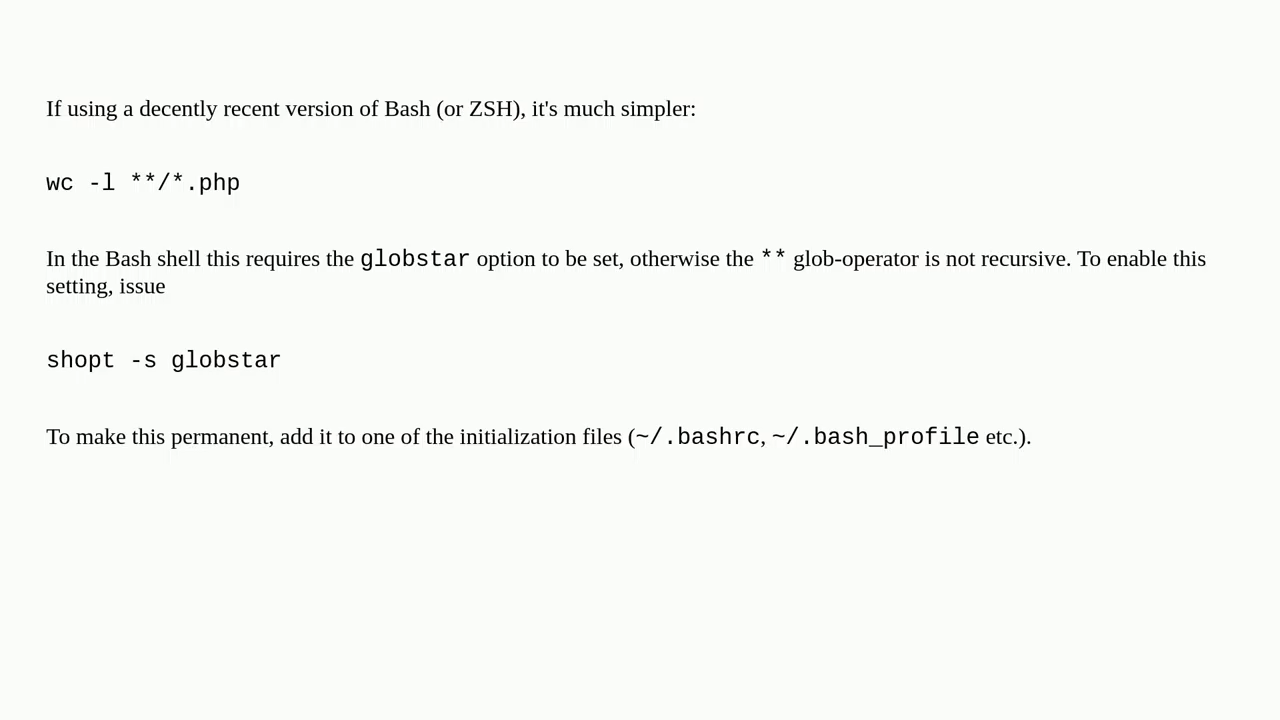 If using a decently recent version of Bash (or ZSH), it's much simpler:
wc -l **/*.php
In the Bash shell this requires the globstar option to be set, otherwise the ** glob-operator is not recursive. To enable this
setting, issue
shopt -s globstar
To make this permanent, add it to one of the initialization files (~/.bashrc, ~/.bash_profile etc.).